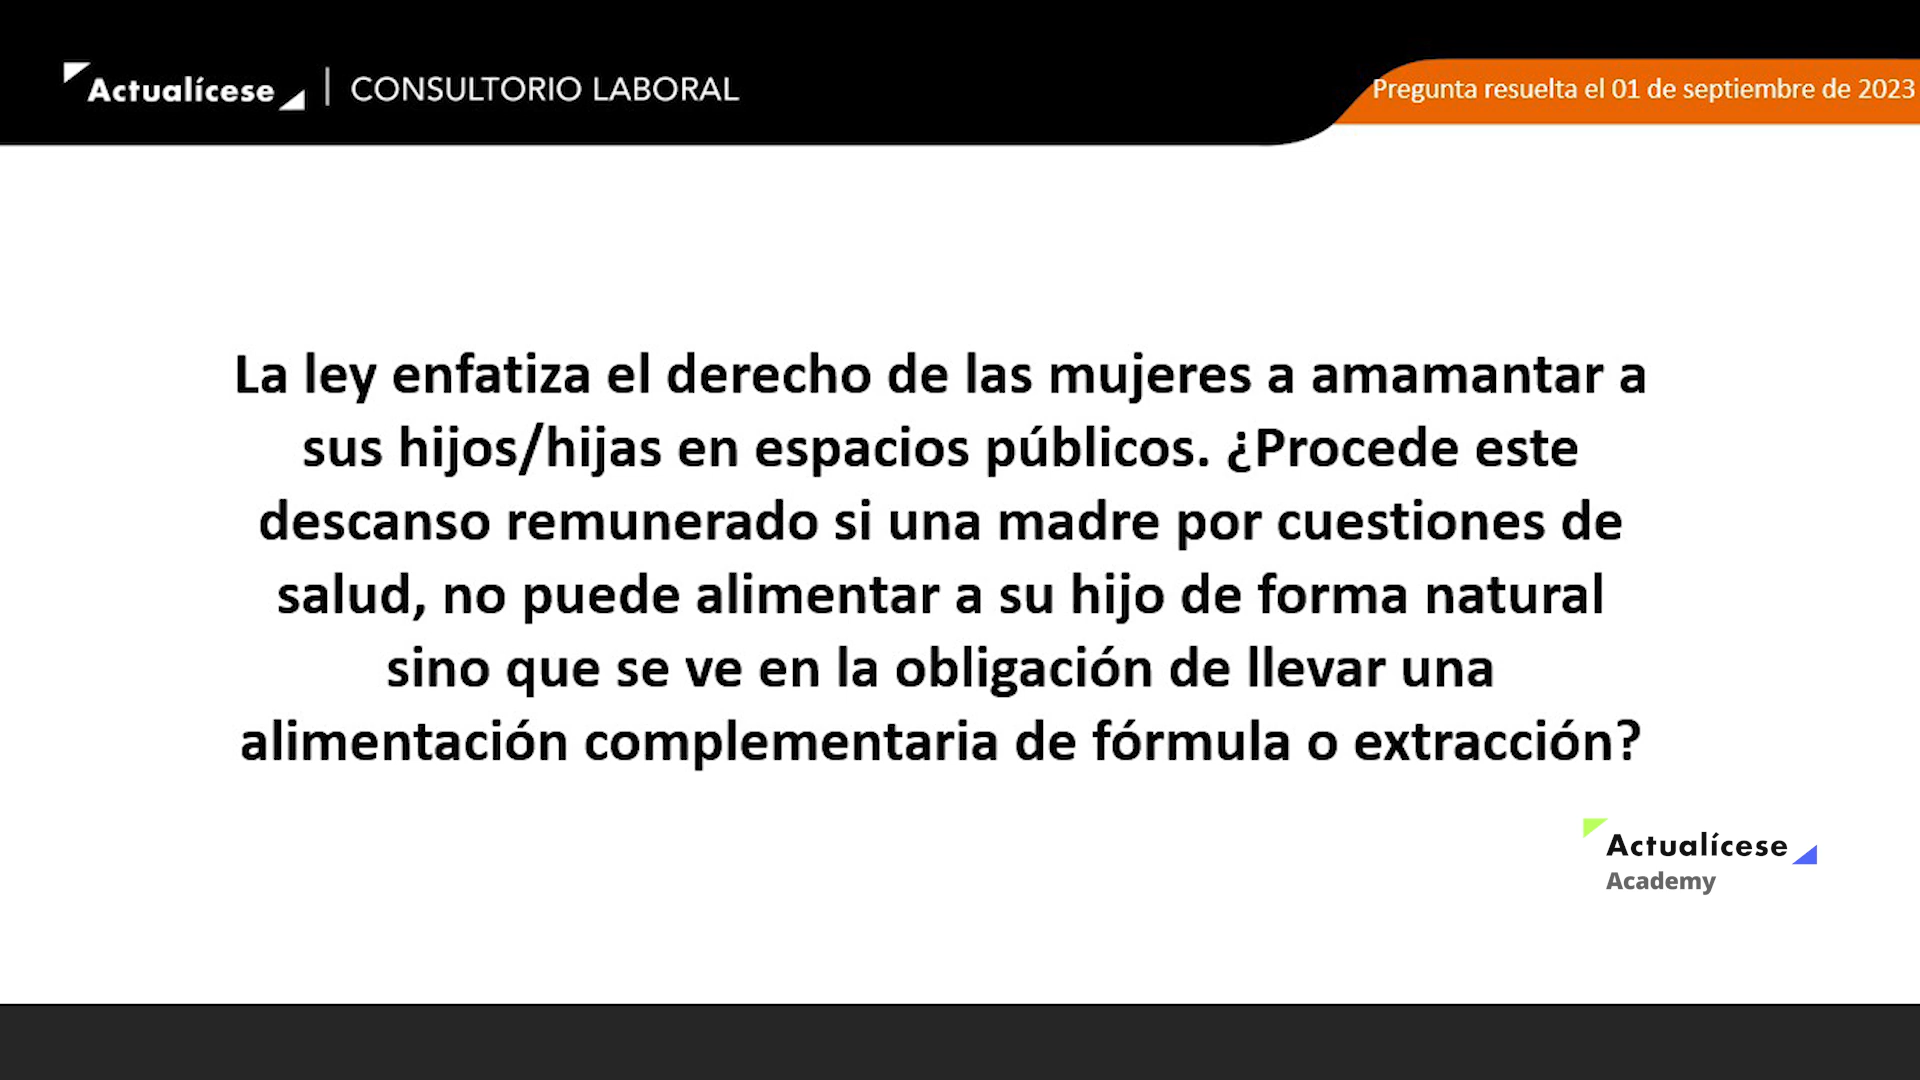 Actualícese | CONSULTORIO LABORAL
Pregunta resuelta el 01 de septiembre de 2023
La ley enfatiza el derecho de las mujeres a amamantar a
sus hijos/hijas en espacios públicos. ¿Procede este
descanso remunerado si una madre por cuestiones de
salud, no puede alimentar a su hijo de forma natural
sino que se ve en la obligación de llevar una
alimentación complementaria de fórmula o extracción?
Actualícese
Academy